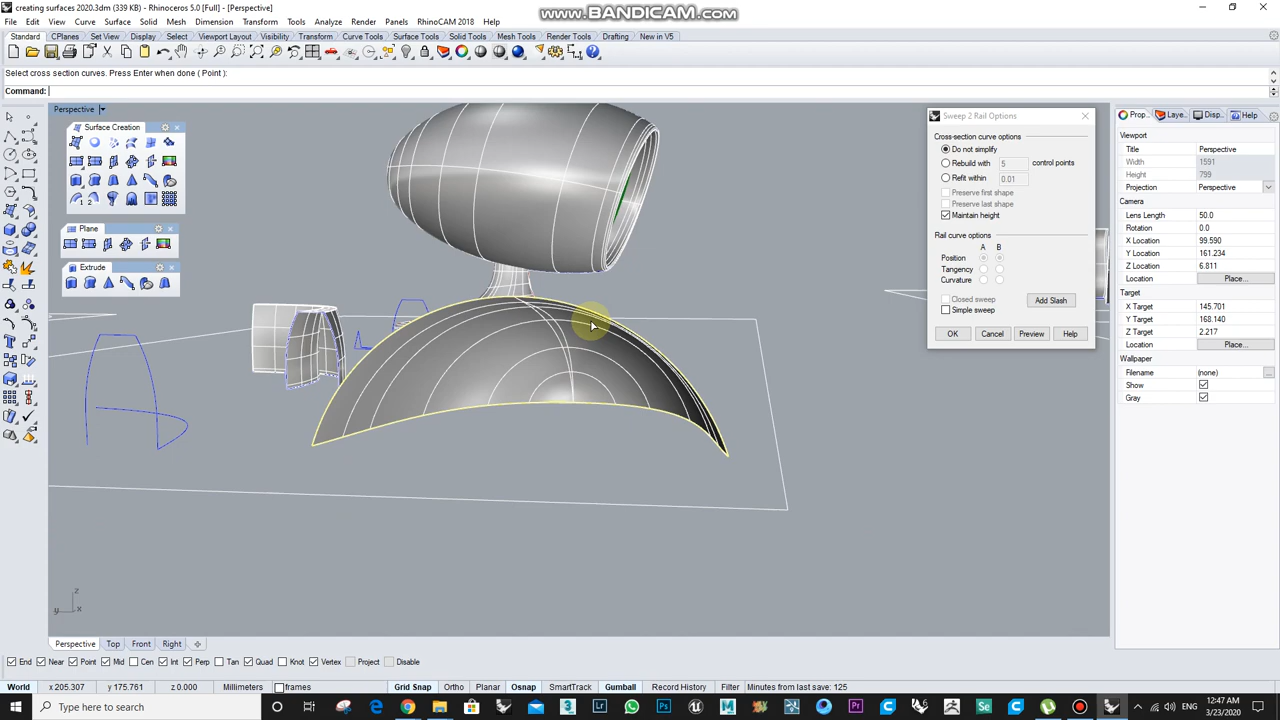 creating surfaces 2020.3dm (339 KB) - Rhinoceros 5.0 [Full] - [Perspective]
www.BANDICAM.com
File Edit View Curve Surface Solid Mesh Dimension Transform Tools Analyze Render Panels RhinoCAM 2018 Help
Standard CPlanes Set View Display Select Viewport Layout Visibility Transform Curve Tools Surface Tools Solid Tools Mesh Tools Render Tools Drafting New in V5
Select cross section curves. Press Enter when done ( Point ):
Command:
Perspective
Surface Creation
Plane
Extrude
Sweep 2 Rail Options
Cross-section curve options
Do not simplify
Rebuild with 5 control points
Refit within 0.01
Preserve first shape
Preserve last shape
Maintain height
Rail curve options
A B
Position
Tangency
Curvature
Closed sweep Add Slash
Simple sweep
OK Cancel Preview Help
Prop... Laye... Disp... Help
Viewport
Title Perspective
Width 1591
Height 799
Projection Perspective
Camera
Lens Length 50.0
Rotation 0.0
X Location 99.590
Y Location 161.234
Z Location 6.811
Location Place...
Target
X Target 145.701
Y Target 168.140
Z Target 2.217
Location Place...
Wallpaper
Filename (none) ...
Show
Gray
z
y x
Perspective Top Front Right
End Near Point Mid Cen Int Perp Tan Quad Knot Vertex Project Disable
World x 205.307 y 175.761 z 0.000 Millimeters frames Grid Snap Ortho Planar Osnap SmartTrack Gumball Record History Filter Minutes from last save: 125
Type here to search
ENG
12:47 AM
3/23/2020